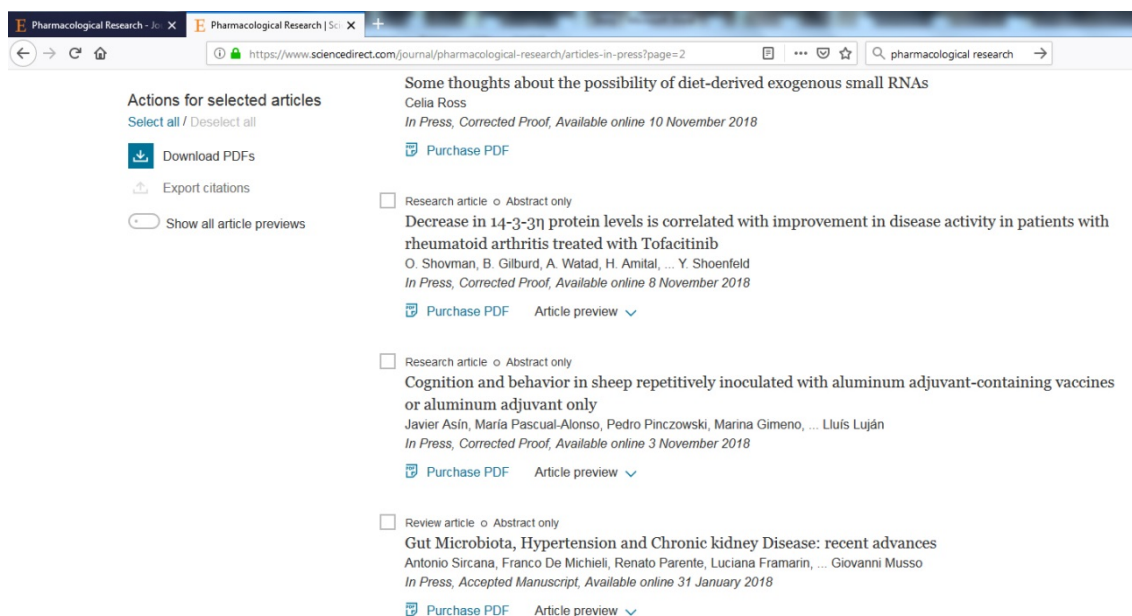 Pharmacological Research - Jo
Pharmacological Research | Sc
https://www.sciencedirect.com/journal/pharmacological-research/articles-in-press?page=2
pharmacological research
Actions for selected articles
Select all / Deselect all
Download PDFs
Export citations
Show all article previews
Some thoughts about the possibility of diet-derived exogenous small RNAs
Celia Ross
In Press, Corrected Proof, Available online 10 November 2018
Purchase PDF
Research article o Abstract only
Decrease in 14-3-3η protein levels is correlated with improvement in disease activity in patients with
rheumatoid arthritis treated with Tofacitinib
O. Shovman, B. Gilburd, A. Watad, H. Amital, ... Y. Shoenfeld
In Press, Corrected Proof, Available online 8 November 2018
Purchase PDF Article preview
Research article o Abstract only
Cognition and behavior in sheep repetitively inoculated with aluminum adjuvant-containing vaccines
or aluminum adjuvant only
Javier Asín, María Pascual-Alonso, Pedro Pinczowski, Marina Gimeno, ... Lluís Luján
In Press, Corrected Proof, Available online 3 November 2018
Purchase PDF Article preview
Review article o Abstract only
Gut Microbiota, Hypertension and Chronic kidney Disease: recent advances
Antonio Sircana, Franco De Michieli, Renato Parente, Luciana Framarin, ... Giovanni Musso
In Press, Accepted Manuscript, Available online 31 January 2018
Purchase PDF Article preview